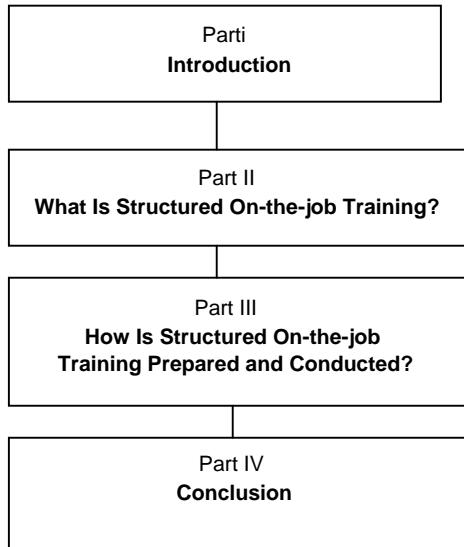 Parti
Introduction
Part II
What Is Structured On-the-job Training?
Part III
How Is Structured On-the-job
Training Prepared and Conducted?
Part IV
Conclusion